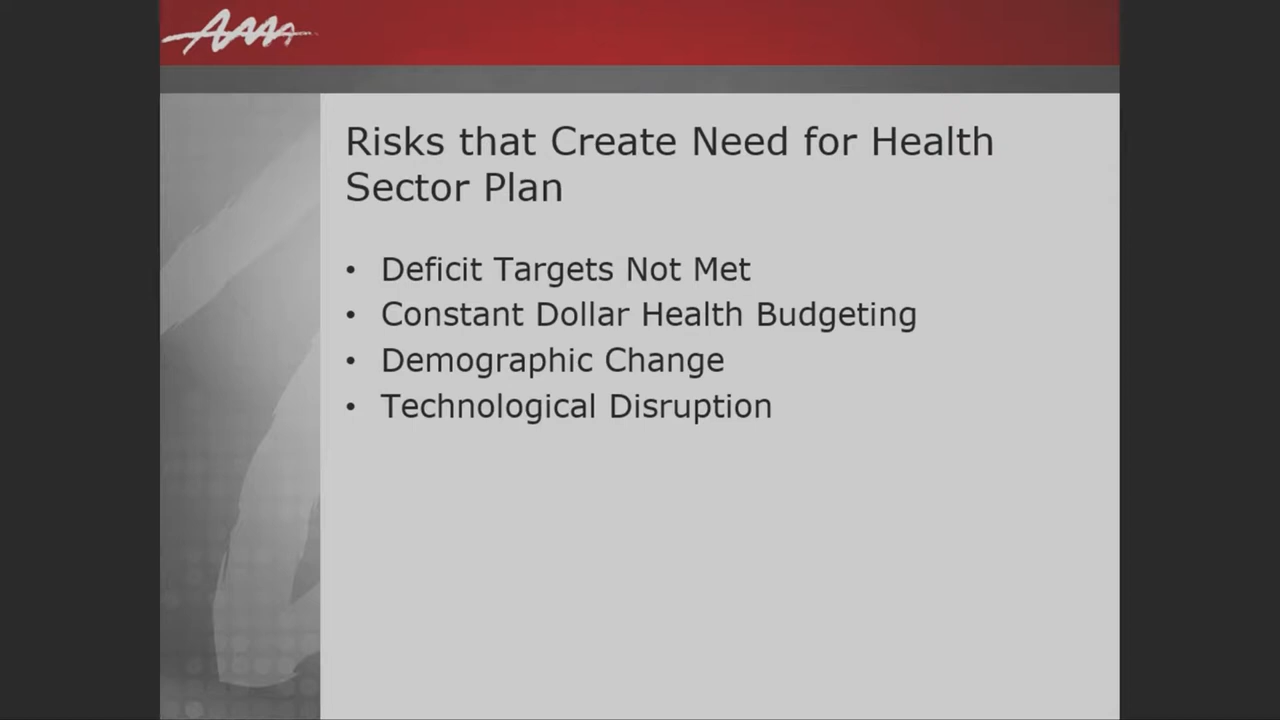 Risks that Create Need for Health
Sector Plan
• Deficit Targets Not Met
• Constant Dollar Health Budgeting
• Demographic Change
• Technological Disruption